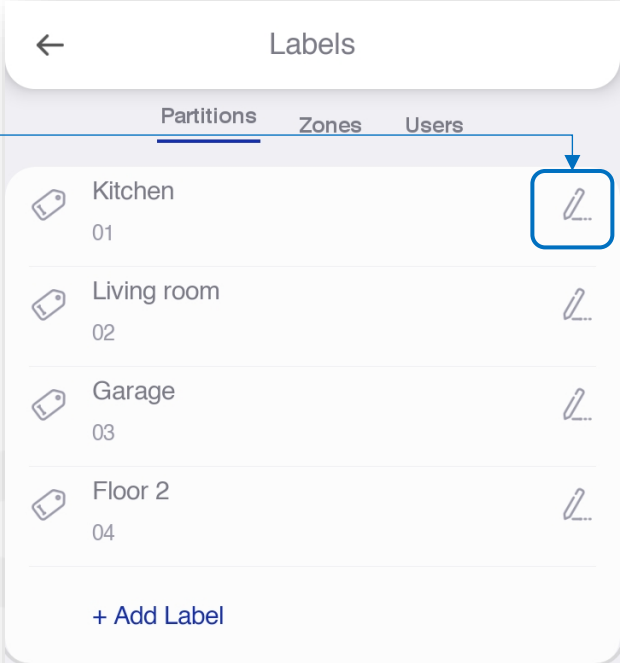 Labels
Partitions Zones Users
Kitchen
01
Living room
02
Garage
03
Floor 2
04
+ Add Label